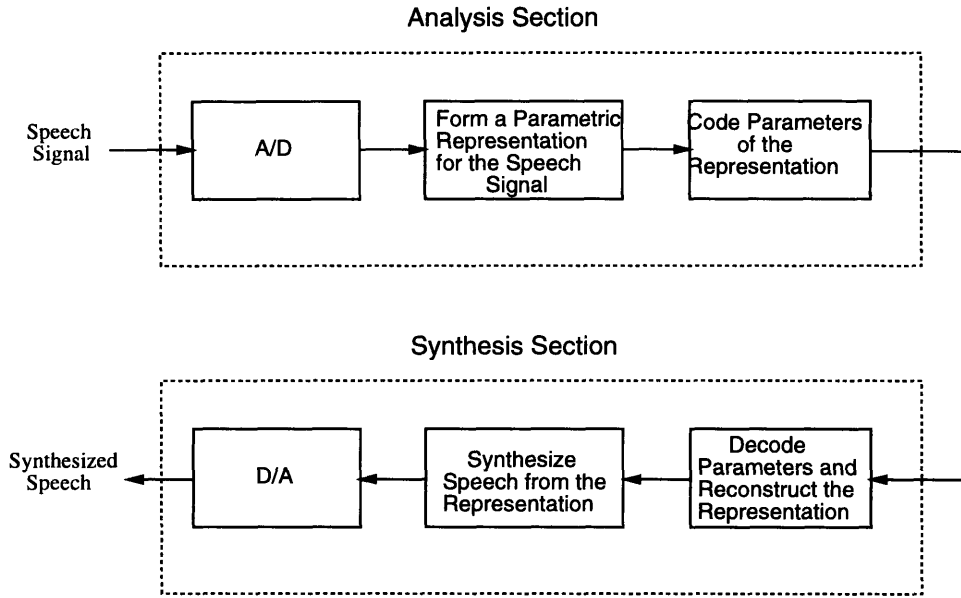 Analysis Section
Speech
Signal
A/D
Form a Parametric
Representation
for the Speech
Signal
Code Parameters
of the
Representation
Synthesis Section
Synthesized
Speech
D/A
Synthesize
Speech from the
Representation
Decode
Parameters and
Reconstruct the
Representation